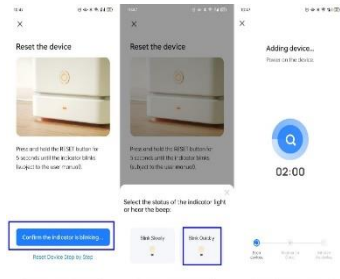 Reset the device
Press and hold the RESET button for
5 seconds until the indicator blinks
(subject to the user manual).
Confirm the indicator is blinking...
Reset Device Step by Step
Reset the device
Press and hold the RESET button for
5 seconds until the indicator blinks
(subject to the user manual).
Select the status of the indicator light
or hear the beep:
Blink Slowly
Blink Quickly
Adding device...
Power on the device.
02:00